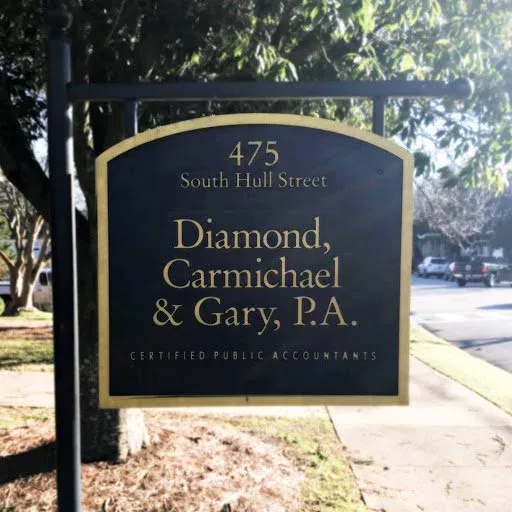 475
South Hull Street
Diamond,
Carmichael
& Gary, P.A.
CERTIFIED PUBLIC ACCOUNTANTS